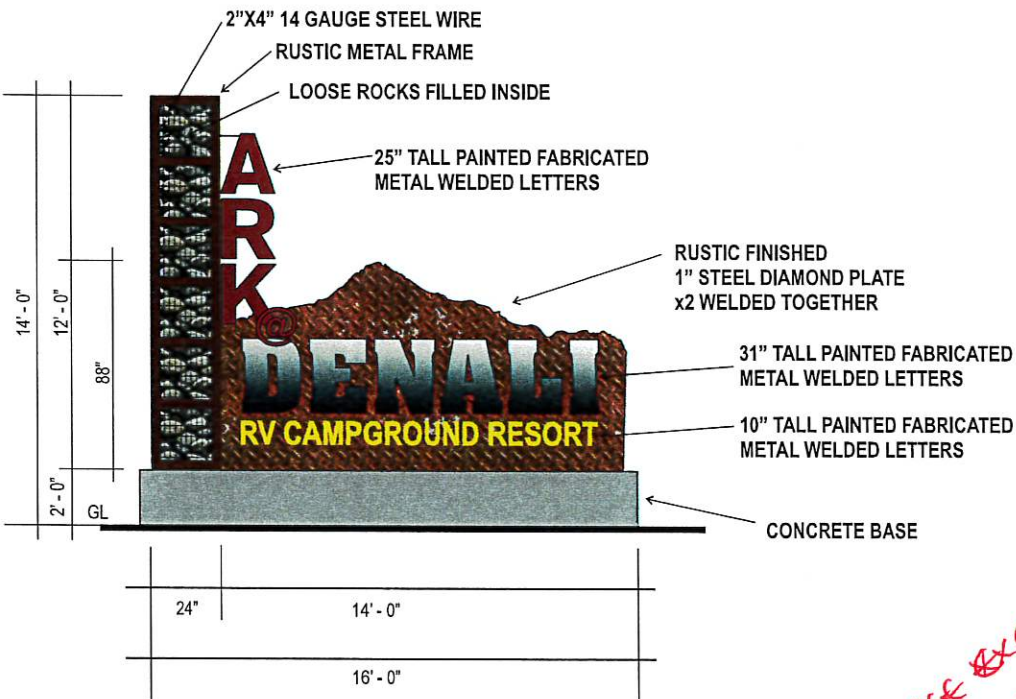 2”X4” 14 GAUGE STEEL WIRE
RUSTIC METAL FRAME
LOOSE ROCKS FILLED INSIDE
25” TALL PAINTED FABRICATED
METAL WELDED LETTERS
A
R
K
@
DENALI
RV CAMPGROUND RESORT
RUSTIC FINISHED
1” STEEL DIAMOND PLATE
x2 WELDED TOGETHER
31” TALL PAINTED FABRICATED
METAL WELDED LETTERS
10” TALL PAINTED FABRICATED
METAL WELDED LETTERS
CONCRETE BASE
14' - 0"
12' - 0"
88"
2' - 0"
GL
24"
14' - 0"
16' - 0"